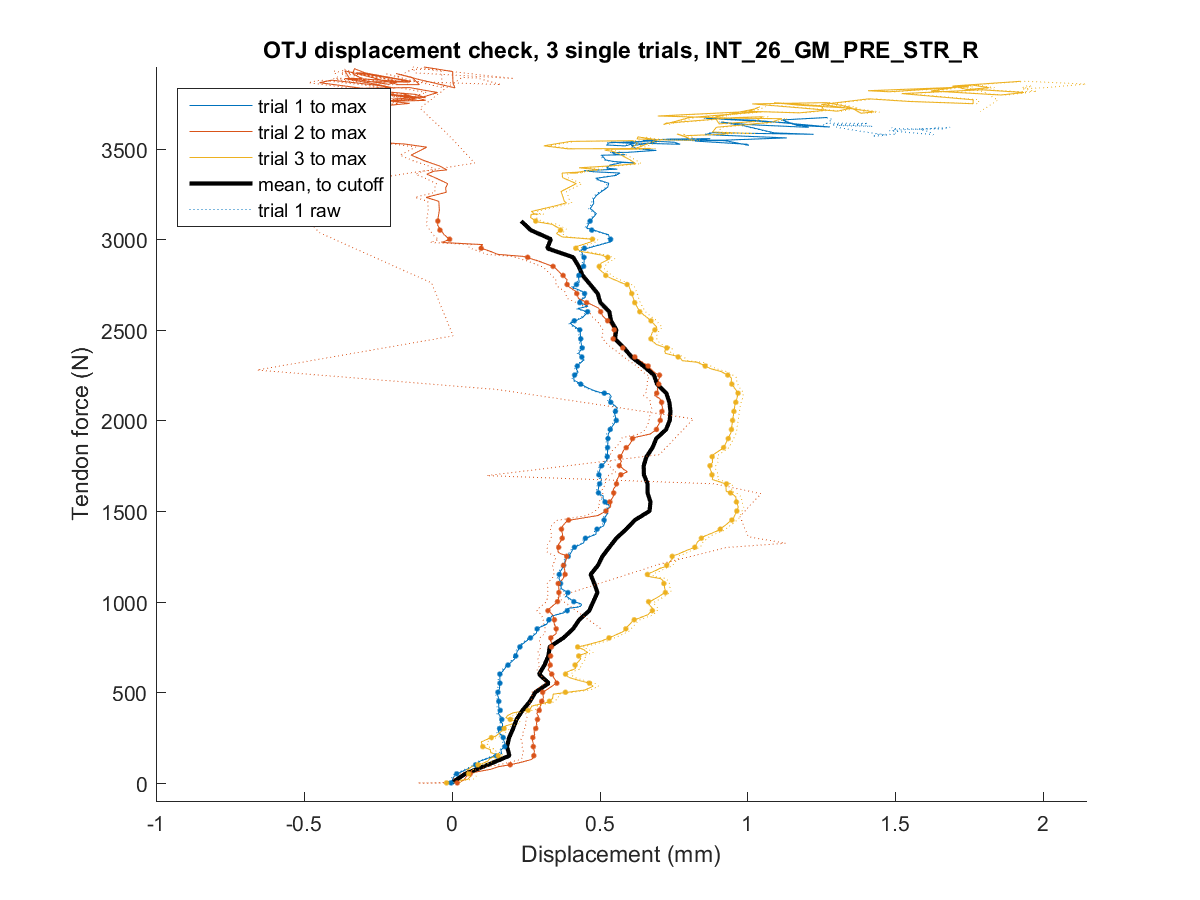 OTJ displacement check, 3 single trials, INT_26_GM_PRE_STR_R
trial 1 to max
trial 2 to max
trial 3 to max
mean, to cutoff
trial 1 raw
3500
3000
2500
2000
1500
1000
500
0
Tendon force (N)
-1 -0.5 0 0.5 1 1.5 2
Displacement (mm)